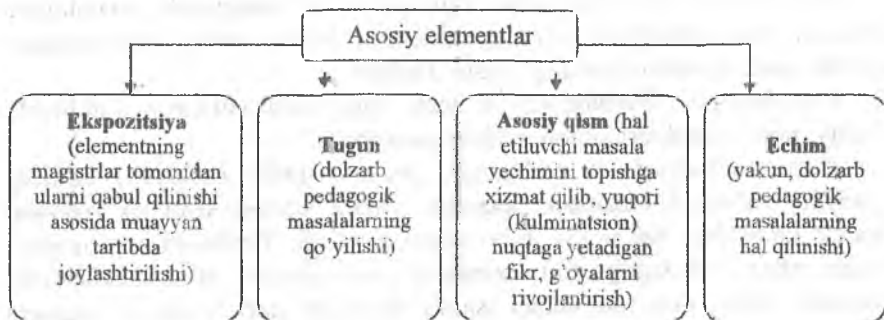 Asosiy elementlar
Ekspozitsiya
(elementning
magistrlar tomonidan
ularni qabul qilinishi
asosida muayyan
tartibda
joylashtirilishi)
Tugun
(dolzarb
pedagogik
masalalarning
qo'yilishi)
Asosiy qism (hal
etiluvchi masala
yechimini topishga
xizmat qilib, yuqori
(kulminatsion)
nuqtaga yetadigan
fikr, g'oyalarni
rivojlantirish)
Echim
(yakun, dolzarb
pedagogik
masalalarning
hal qilinishi)